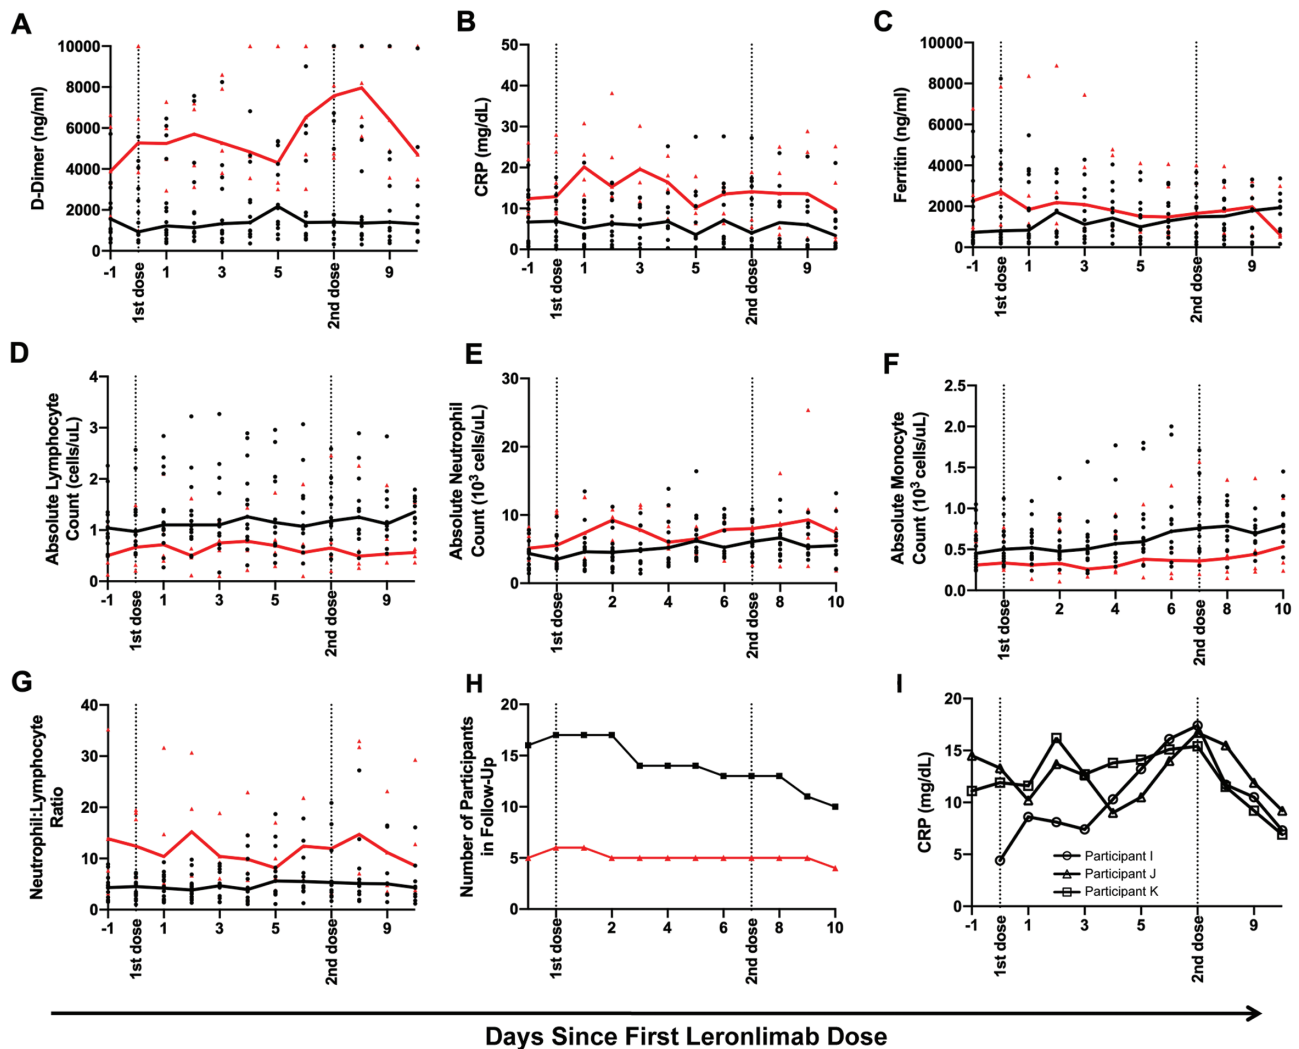 A
D-Dimer (ng/ml)
10000
8000
6000
4000
2000
0
-1
1st dose
1
3
5
2nd dose
9
B
CRP (mg/dL)
50
40
30
20
10
0
-1
1st dose
1
3
5
2nd dose
9
C
Ferritin (ng/ml)
10000
8000
6000
4000
2000
0
-1
1st dose
1
3
5
2nd dose
9
D
Absolute Lymphocyte
Count (cells/uL)
4
3
2
1
0
-1
1st dose
1
3
5
2nd dose
9
E
Absolute Neutrophil
Count (10³ cells/uL)
30
20
10
0
1st dose
2
4
6
2nd dose
8
10
F
Absolute Monocyte
Count (10³ cells/uL)
2.5
2.0
1.5
1.0
0.5
0.0
1st dose
2
4
6
2nd dose
8
10
G
Neutrophil:Lymphocyte
Ratio
40
30
20
10
0
-1
1st dose
1
3
5
2nd dose
9
H
Number of Participants
in Follow-Up
20
15
10
5
0
1st dose
2
4
6
2nd dose
8
10
I
CRP (mg/dL)
20
15
10
5
0
Participant I
Participant J
Participant K
-1
1st dose
1
3
5
2nd dose
9
Days Since First Leronlimab Dose